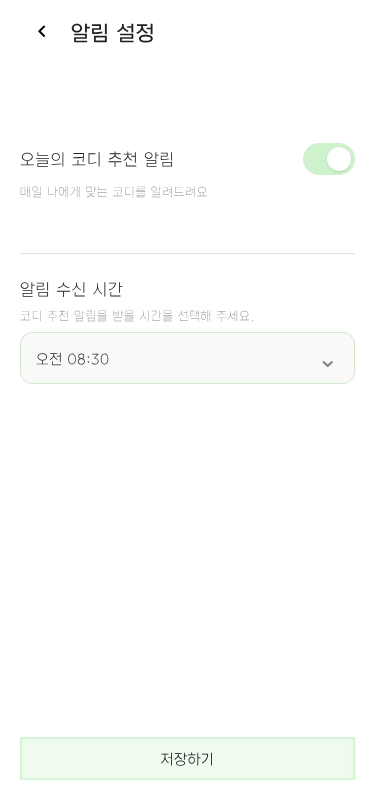 알림 설정
오늘의 코디 추천 알림
매일 나에게 맞는 코디를 알려드려요
알림 수신 시간
코디 추천 알림을 받을 시간을 선택해 주세요.
오전 08:30
저장하기